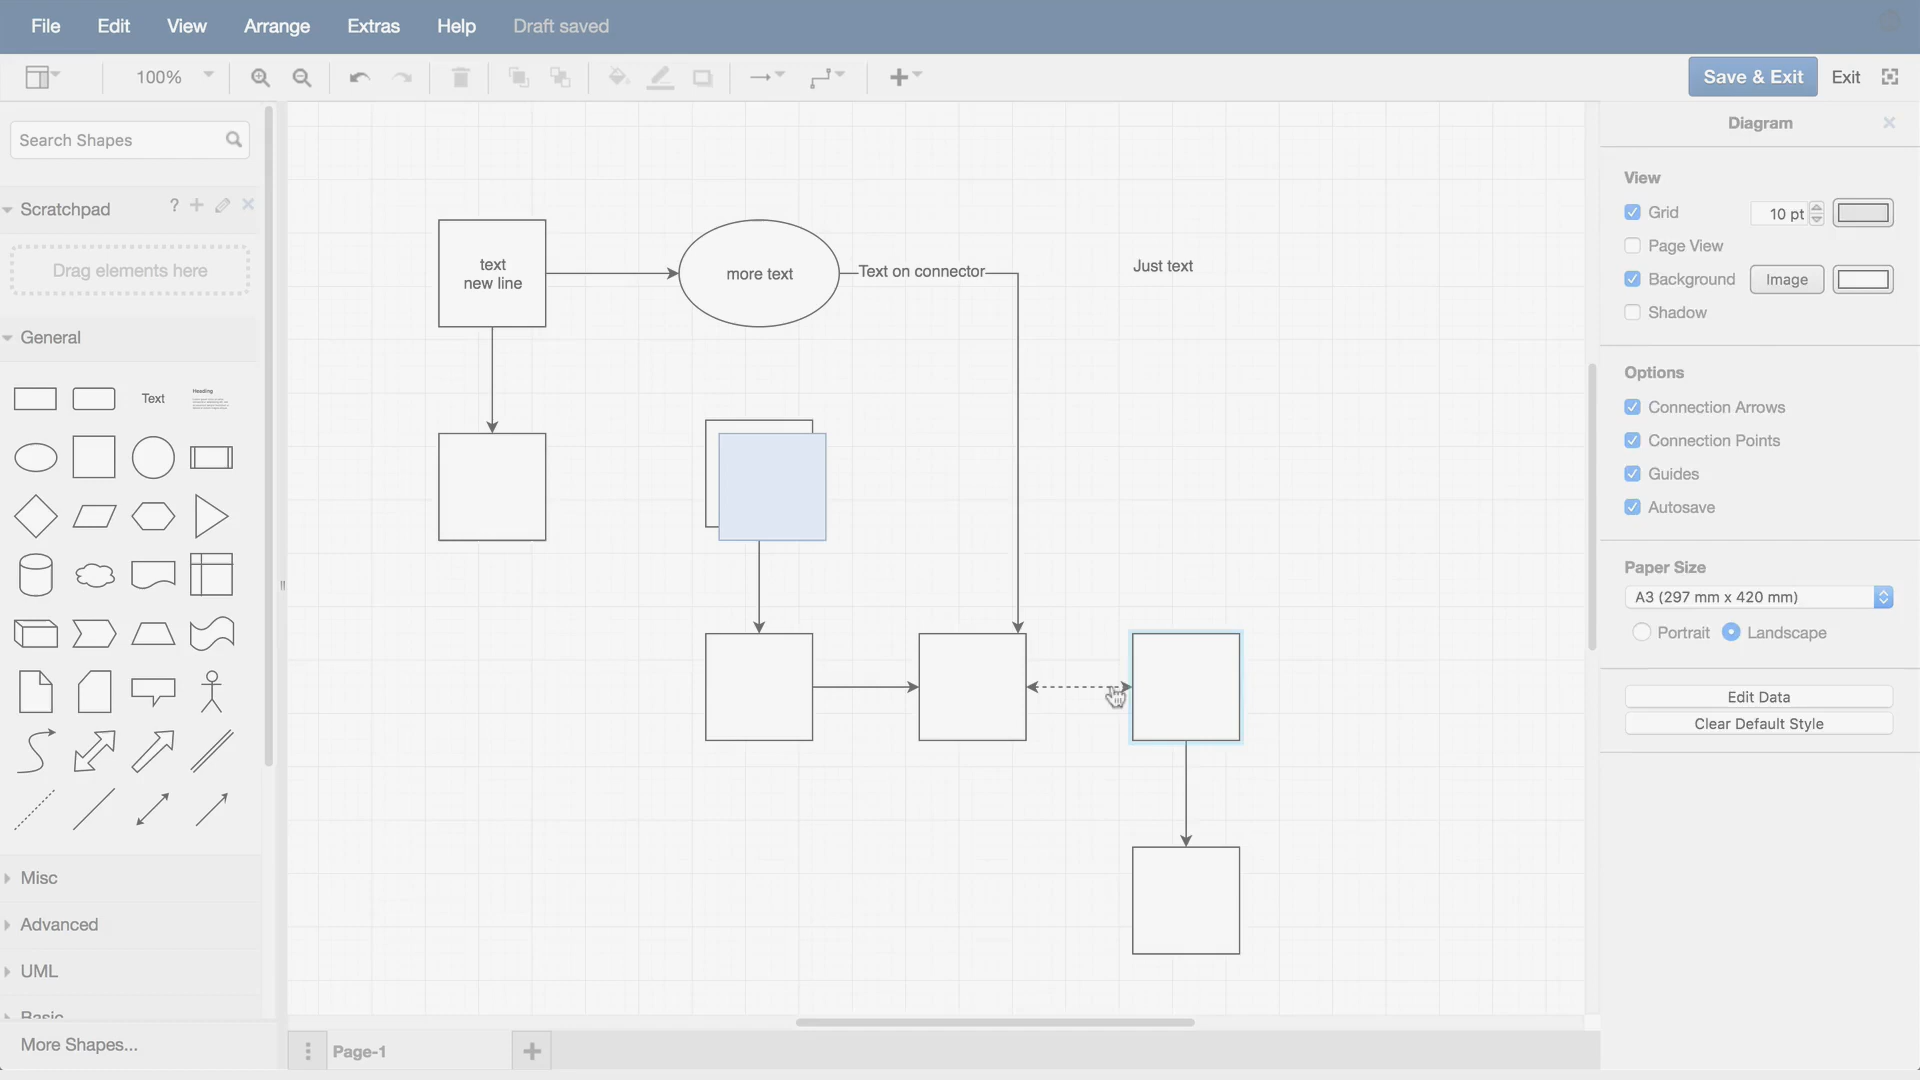 File Edit View Arrange Extras Help Draft saved
100%
Save & Exit Exit
Search Shapes
Scratchpad ?
Drag elements here
General
Text Heading
Misc
Advanced
UML
Basic
More Shapes...
text
new line
more text
Text on connector
Just text
Page-1
Diagram
View
Grid 10 pt
Page View
Background Image
Shadow
Options
Connection Arrows
Connection Points
Guides
Autosave
Paper Size
A3 (297 mm x 420 mm)
Portrait Landscape
Edit Data
Clear Default Style